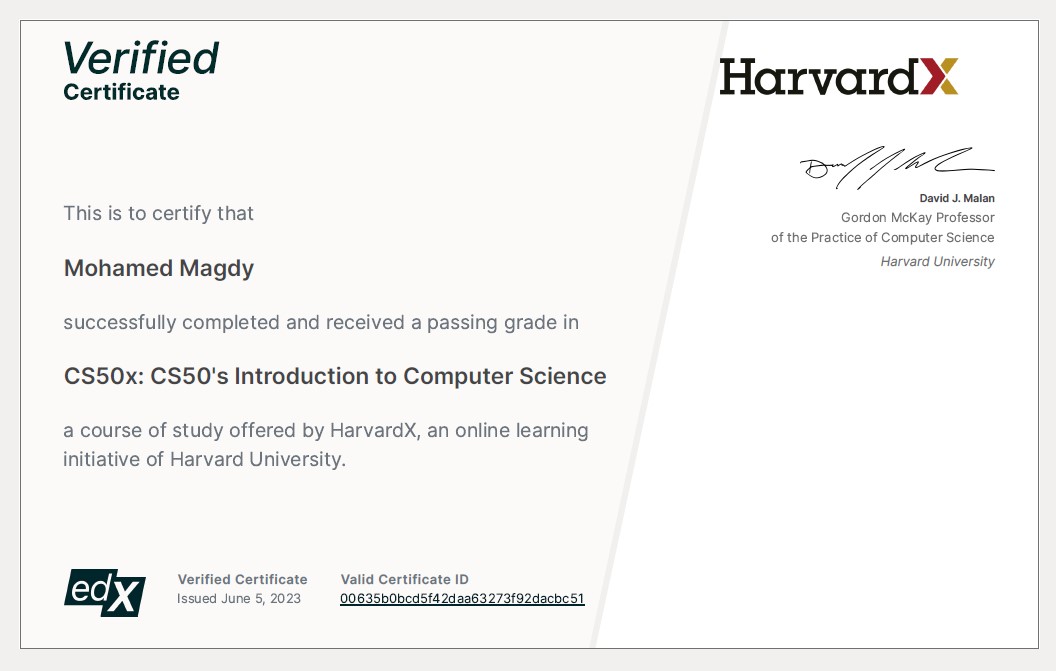 Verified
Certificate
HarvardX
David J. Malan
Gordon McKay Professor
of the Practice of Computer Science
Harvard University
This is to certify that
Mohamed Magdy
successfully completed and received a passing grade in
CS50x: CS50's Introduction to Computer Science
a course of study offered by HarvardX, an online learning
initiative of Harvard University.
edX
Verified Certificate
Issued June 5, 2023
Valid Certificate ID
00635b0bcd5f42daa63273f92dacbc51